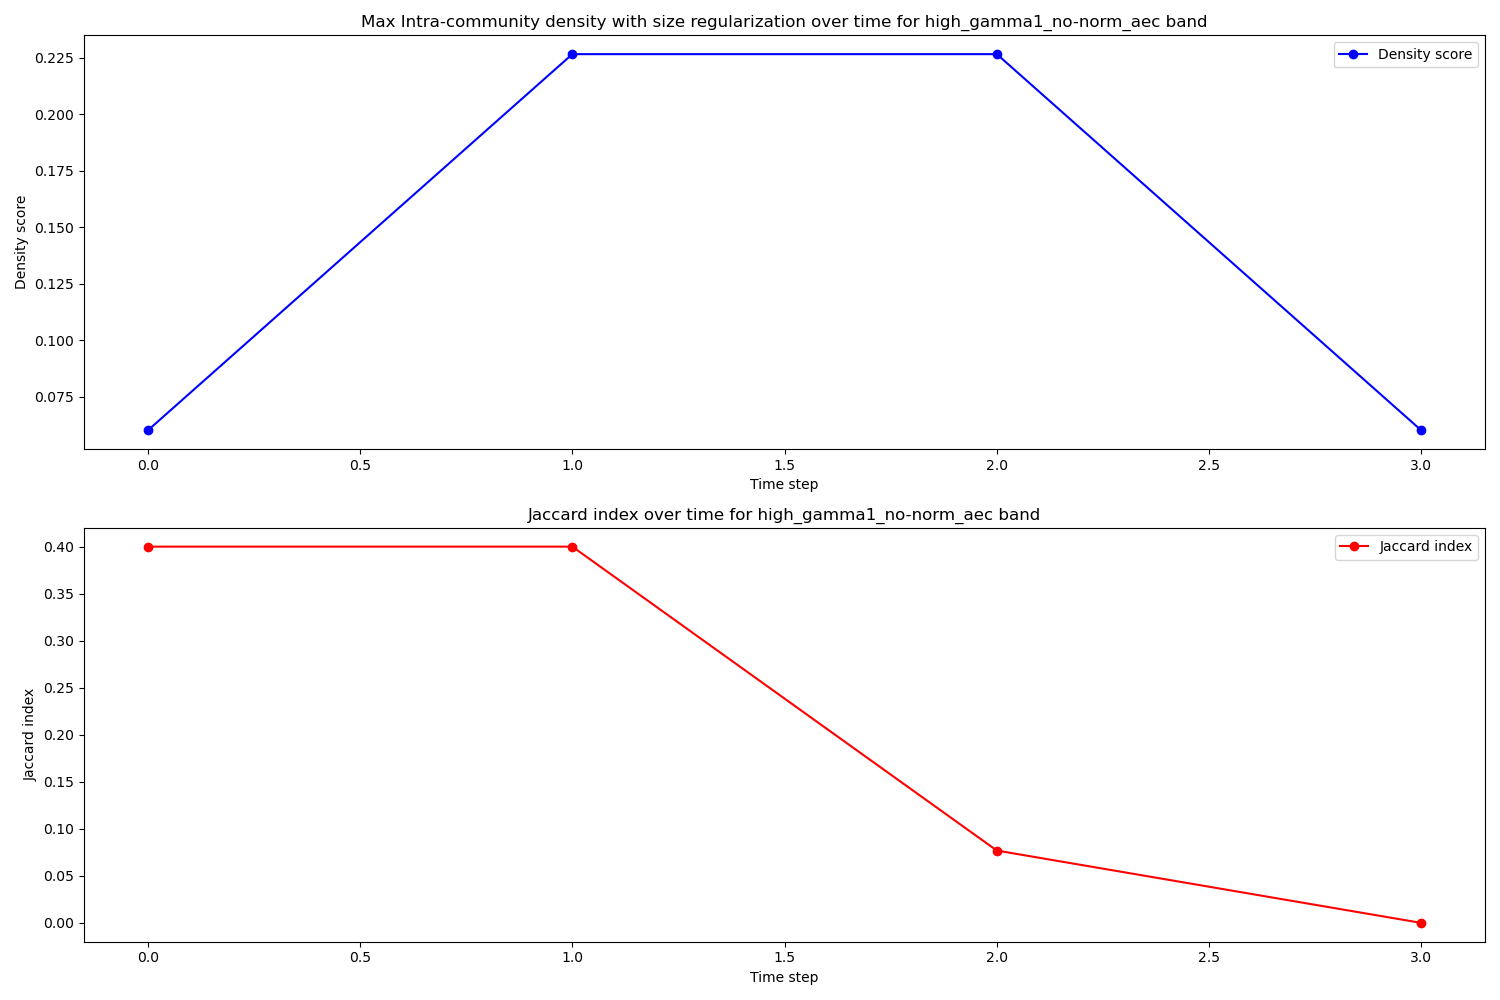 Max Intra-community density with size regularization over time for high_gamma1_no-norm_aec band
Density score
0.225
0.200
0.175
0.150
0.125
0.100
0.075
Density score
0.0 0.5 1.0 1.5 2.0 2.5 3.0
Time step
Jaccard index over time for high_gamma1_no-norm_aec band
Jaccard index
0.40
0.35
0.30
0.25
0.20
0.15
0.10
0.05
0.00
Jaccard index
0.0 0.5 1.0 1.5 2.0 2.5 3.0
Time step